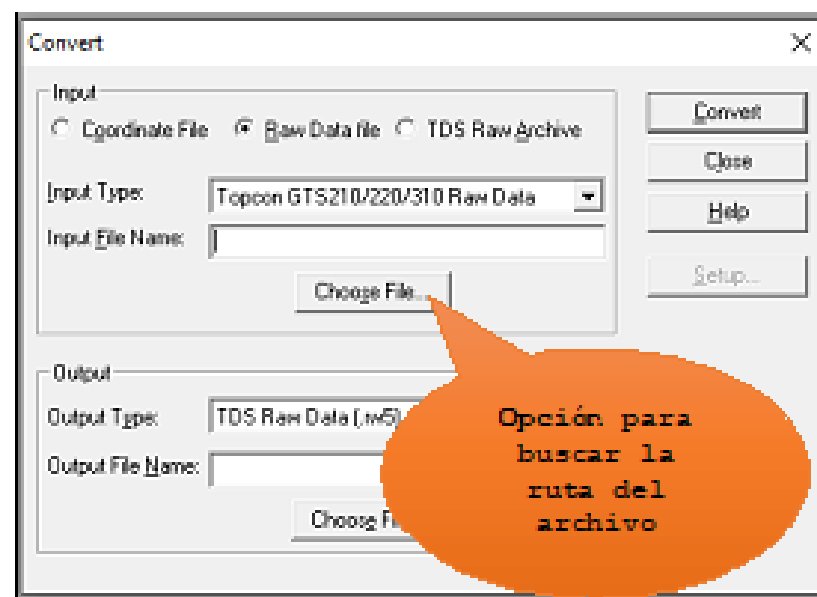 Convert
Input
Coordinate File Raw Data file TDS Raw Archive
Convert
Close
Input Type: Topcon GTS210/220/310 Raw Data
Help
Input File Name:
Choose File...
Setup...
Output
Output Type: TDS Raw Data (.rw5)
Output File Name:
Choose
Opción para
buscar la
ruta del
archivo